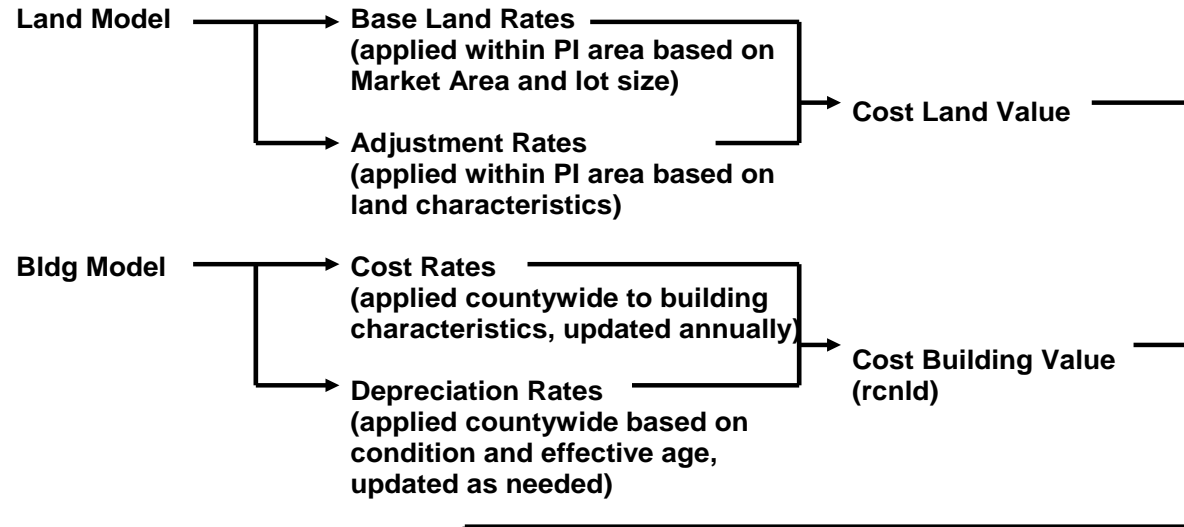 Land Model
Base Land Rates
(applied within PI area based on
Market Area and lot size)
Cost Land Value
Adjustment Rates
(applied within PI area based on
land characteristics)
Bldg Model
Cost Rates
(applied countywide to building
characteristics, updated annually)
Cost Building Value
(rcnld)
Depreciation Rates
(applied countywide based on
condition and effective age,
updated as needed)